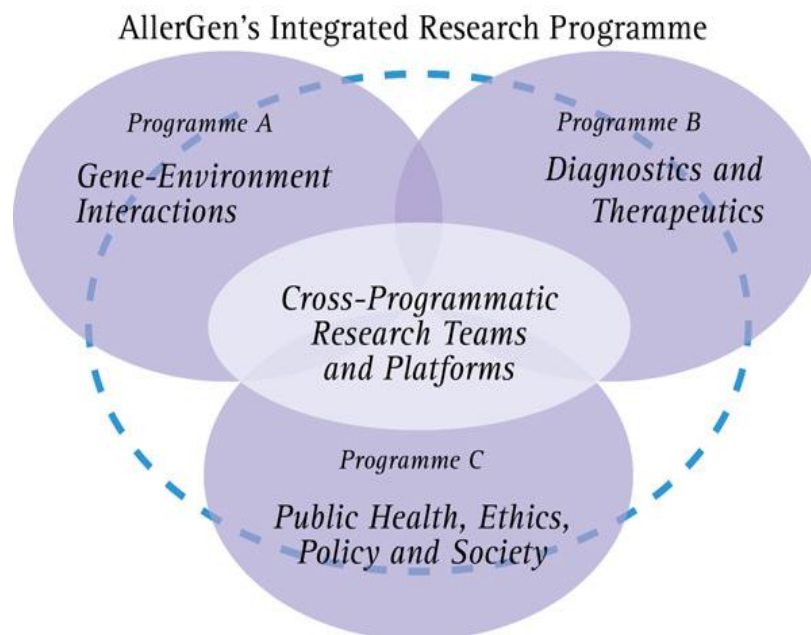 AllerGen's Integrated Research Programme
Programme A
Gene-Environment
Interactions
Programme B
Diagnostics and
Therapeutics
Cross-Programmatic
Research Teams
and Platforms
Programme C
Public Health, Ethics,
Policy and Society